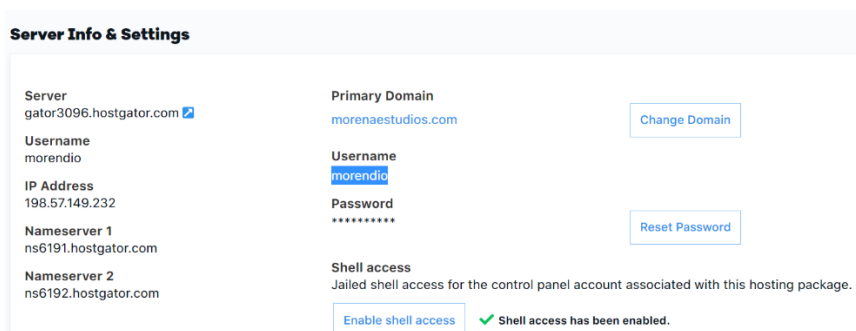 Server Info & Settings
Server
gator3096.hostgator.com
Username
morendio
IP Address
198.57.149.232
Nameserver 1
ns6191.hostgator.com
Nameserver 2
ns6192.hostgator.com
Primary Domain
morenaestudios.com
Change Domain
Username
morendio
Password
**********
Reset Password
Shell access
Jailed shell access for the control panel account associated with this hosting package.
Enable shell access
Shell access has been enabled.